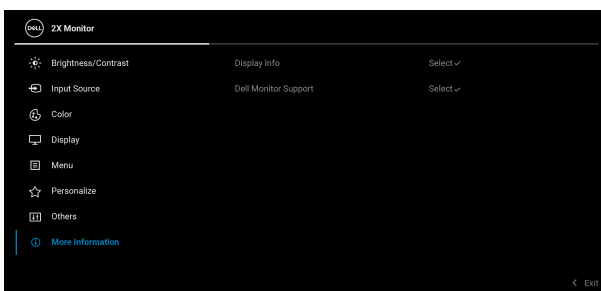 DELL 2X Monitor
Brightness/Contrast Display Info Select
Input Source Dell Monitor Support Select
Color
Display
Menu
Personalize
Others
More Information
Exit